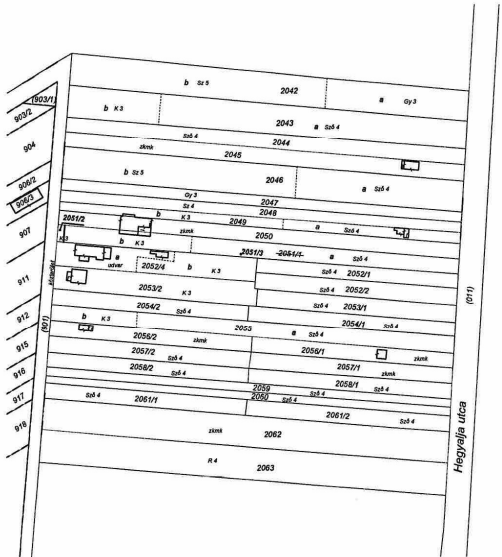 b Sz 5 2042 a Gy 3
(903/1)
903/2
b K 3 2043 a Sző 4
904
Sző 4 2044
zkmk 2045
b Sz 5 2046 a Sző 4
906/2
906/3
Gy 3 2047
Sz 4 2048
2051/2 b K 3 2049 a Sző 4
907
zkmk 2050
K 3 b K 3 2051/3 2051/1 a Sző 4
a udvar 2052/4 b K 3 Sző 4 2052/1
911
közterület
2053/2 K 3 Sző 4 2052/2
2054/2 Sző 4 Sző 4 2053/1
(011)
912
(901)
b K 3 2055 a Sző 4 2054/1 Sző 4
915
2056/2 zkmk 2056/1 zkmk
2057/2 Sző 4 2057/1 zkmk
916
2058/2 Sző 4 2058/1 Sző 4
917
2059
Sző 4 2060 Sző 4
Sző 4 2061/1 2061/2 Sző 4
918
zkmk 2062
R 4 2063
Hegyalja utca